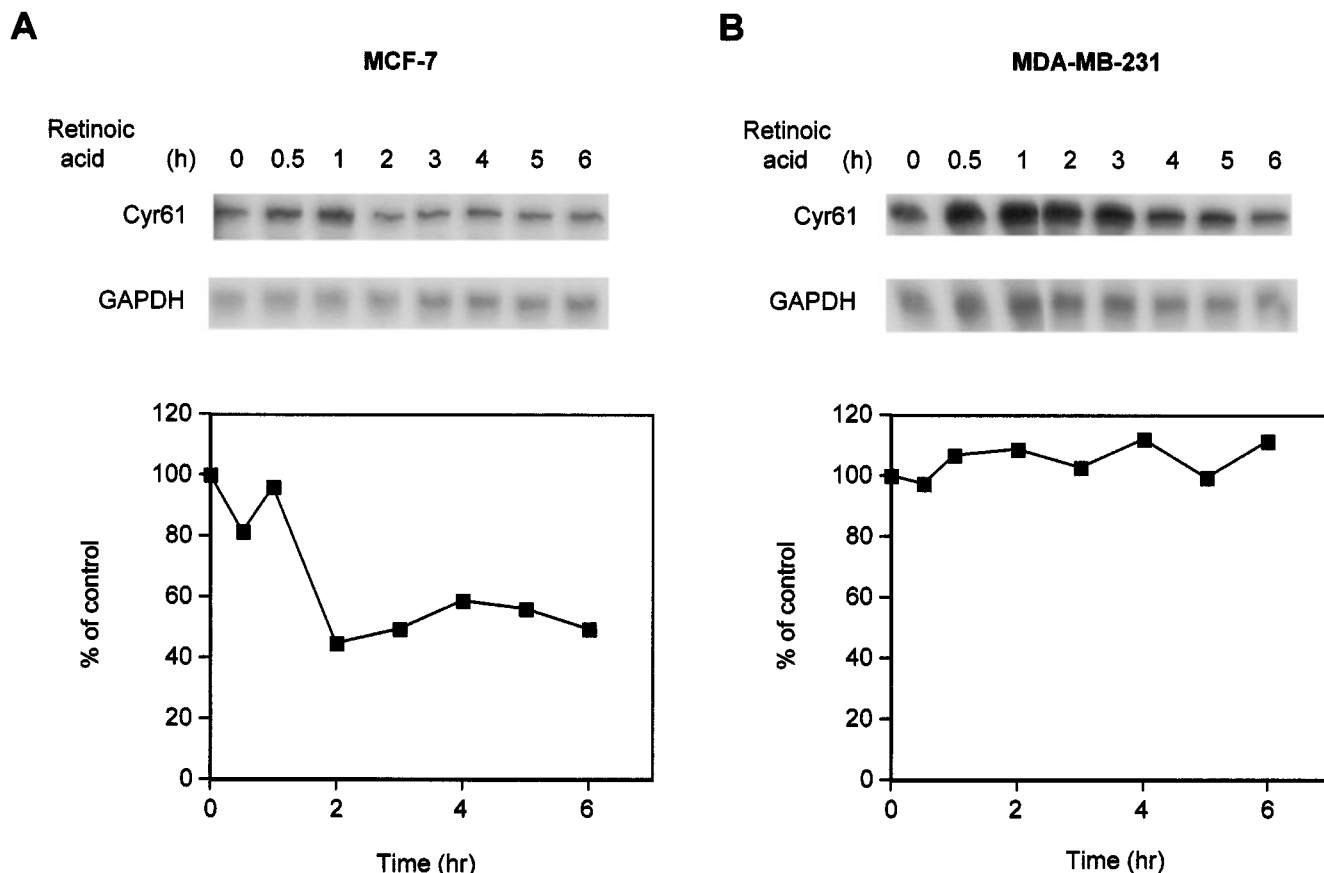 A
MCF-7
Retinoic
acid (h) 0 0.5 1 2 3 4 5 6
Cyr61
GAPDH
120
100
80
60
40
20
0
% of control
0 2 4 6
Time (hr)
B
MDA-MB-231
Retinoic
acid (h) 0 0.5 1 2 3 4 5 6
Cyr61
GAPDH
120
100
80
60
40
20
0
% of control
0 2 4 6
Time (hr)